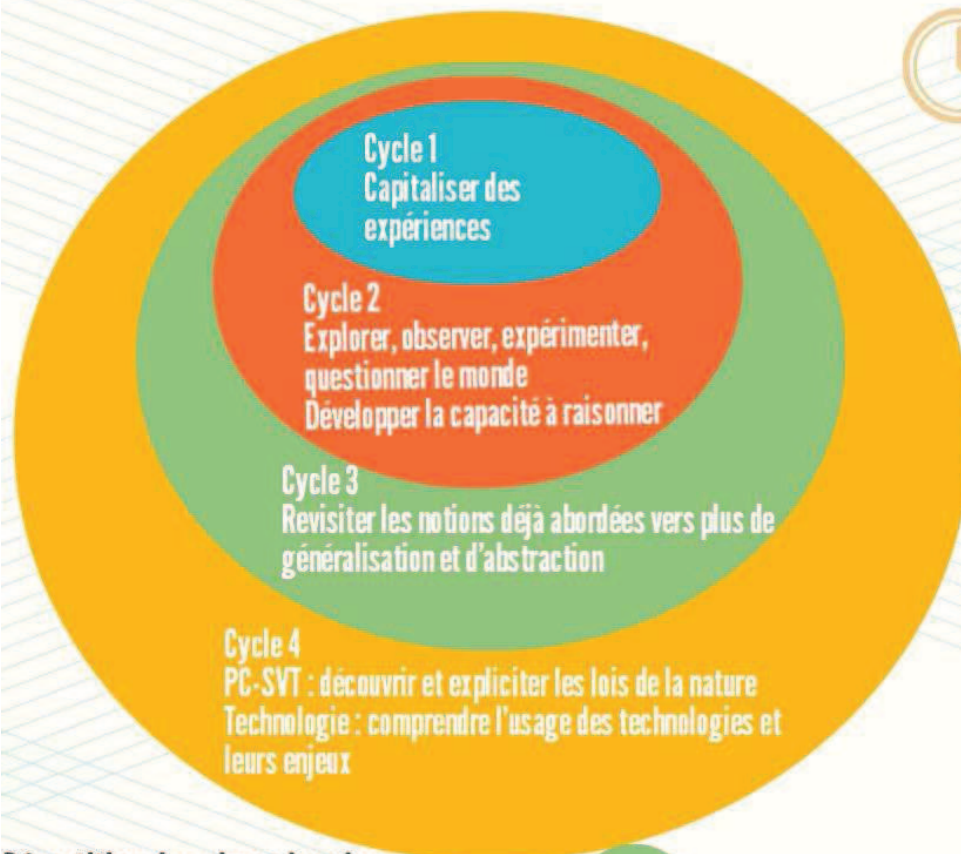 Cycle 1
Capitaliser des
expériences
Cycle 2
Explorer, observer, expérimenter,
questionner le monde
Développer la capacité à raisonner
Cycle 3
Revisiter les notions déjà abordées vers plus de
généralisation et d'abstraction
Cycle 4
PC-SVT : découvrir et expliciter les lois de la nature
Technologie : comprendre l'usage des technologies et
leurs enjeux